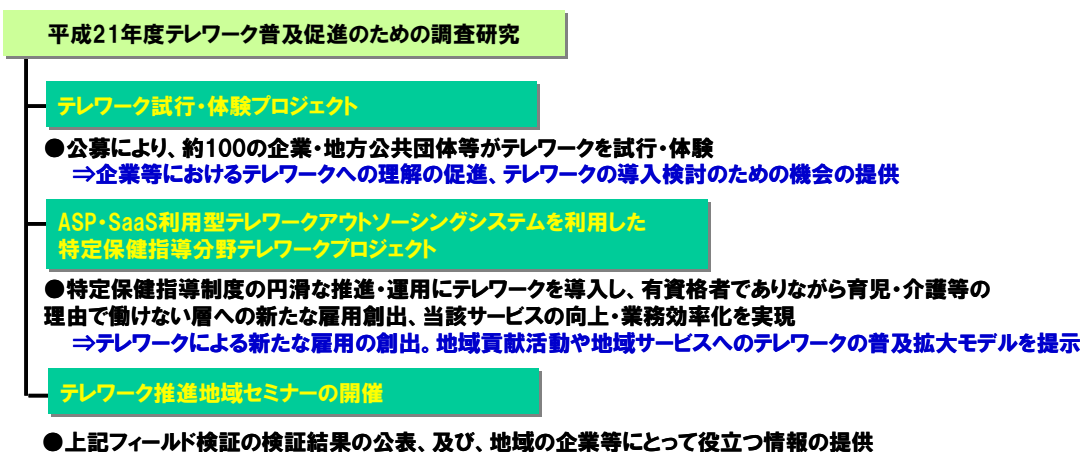 平成21年度テレワーク普及促進のための調査研究
テレワーク試行・体験プロジェクト
●公募により、約100の企業・地方公共団体等がテレワークを試行・体験
⇒企業等におけるテレワークへの理解の促進、テレワークの導入検討のための機会の提供
ASP・SaaS利用型テレワークアウトソーシングシステムを利用した
特定保健指導分野テレワークプロジェクト
●特定保健指導制度の円滑な推進・運用にテレワークを導入し、有資格者でありながら育児・介護等の
理由で働けない層への新たな雇用創出、当該サービスの向上・業務効率化を実現
⇒テレワークによる新たな雇用の創出。地域貢献活動や地域サービスへのテレワークの普及拡大モデルを提示
テレワーク推進地域セミナーの開催
●上記フィールド検証の検証結果の公表、及び、地域の企業等にとって役立つ情報の提供